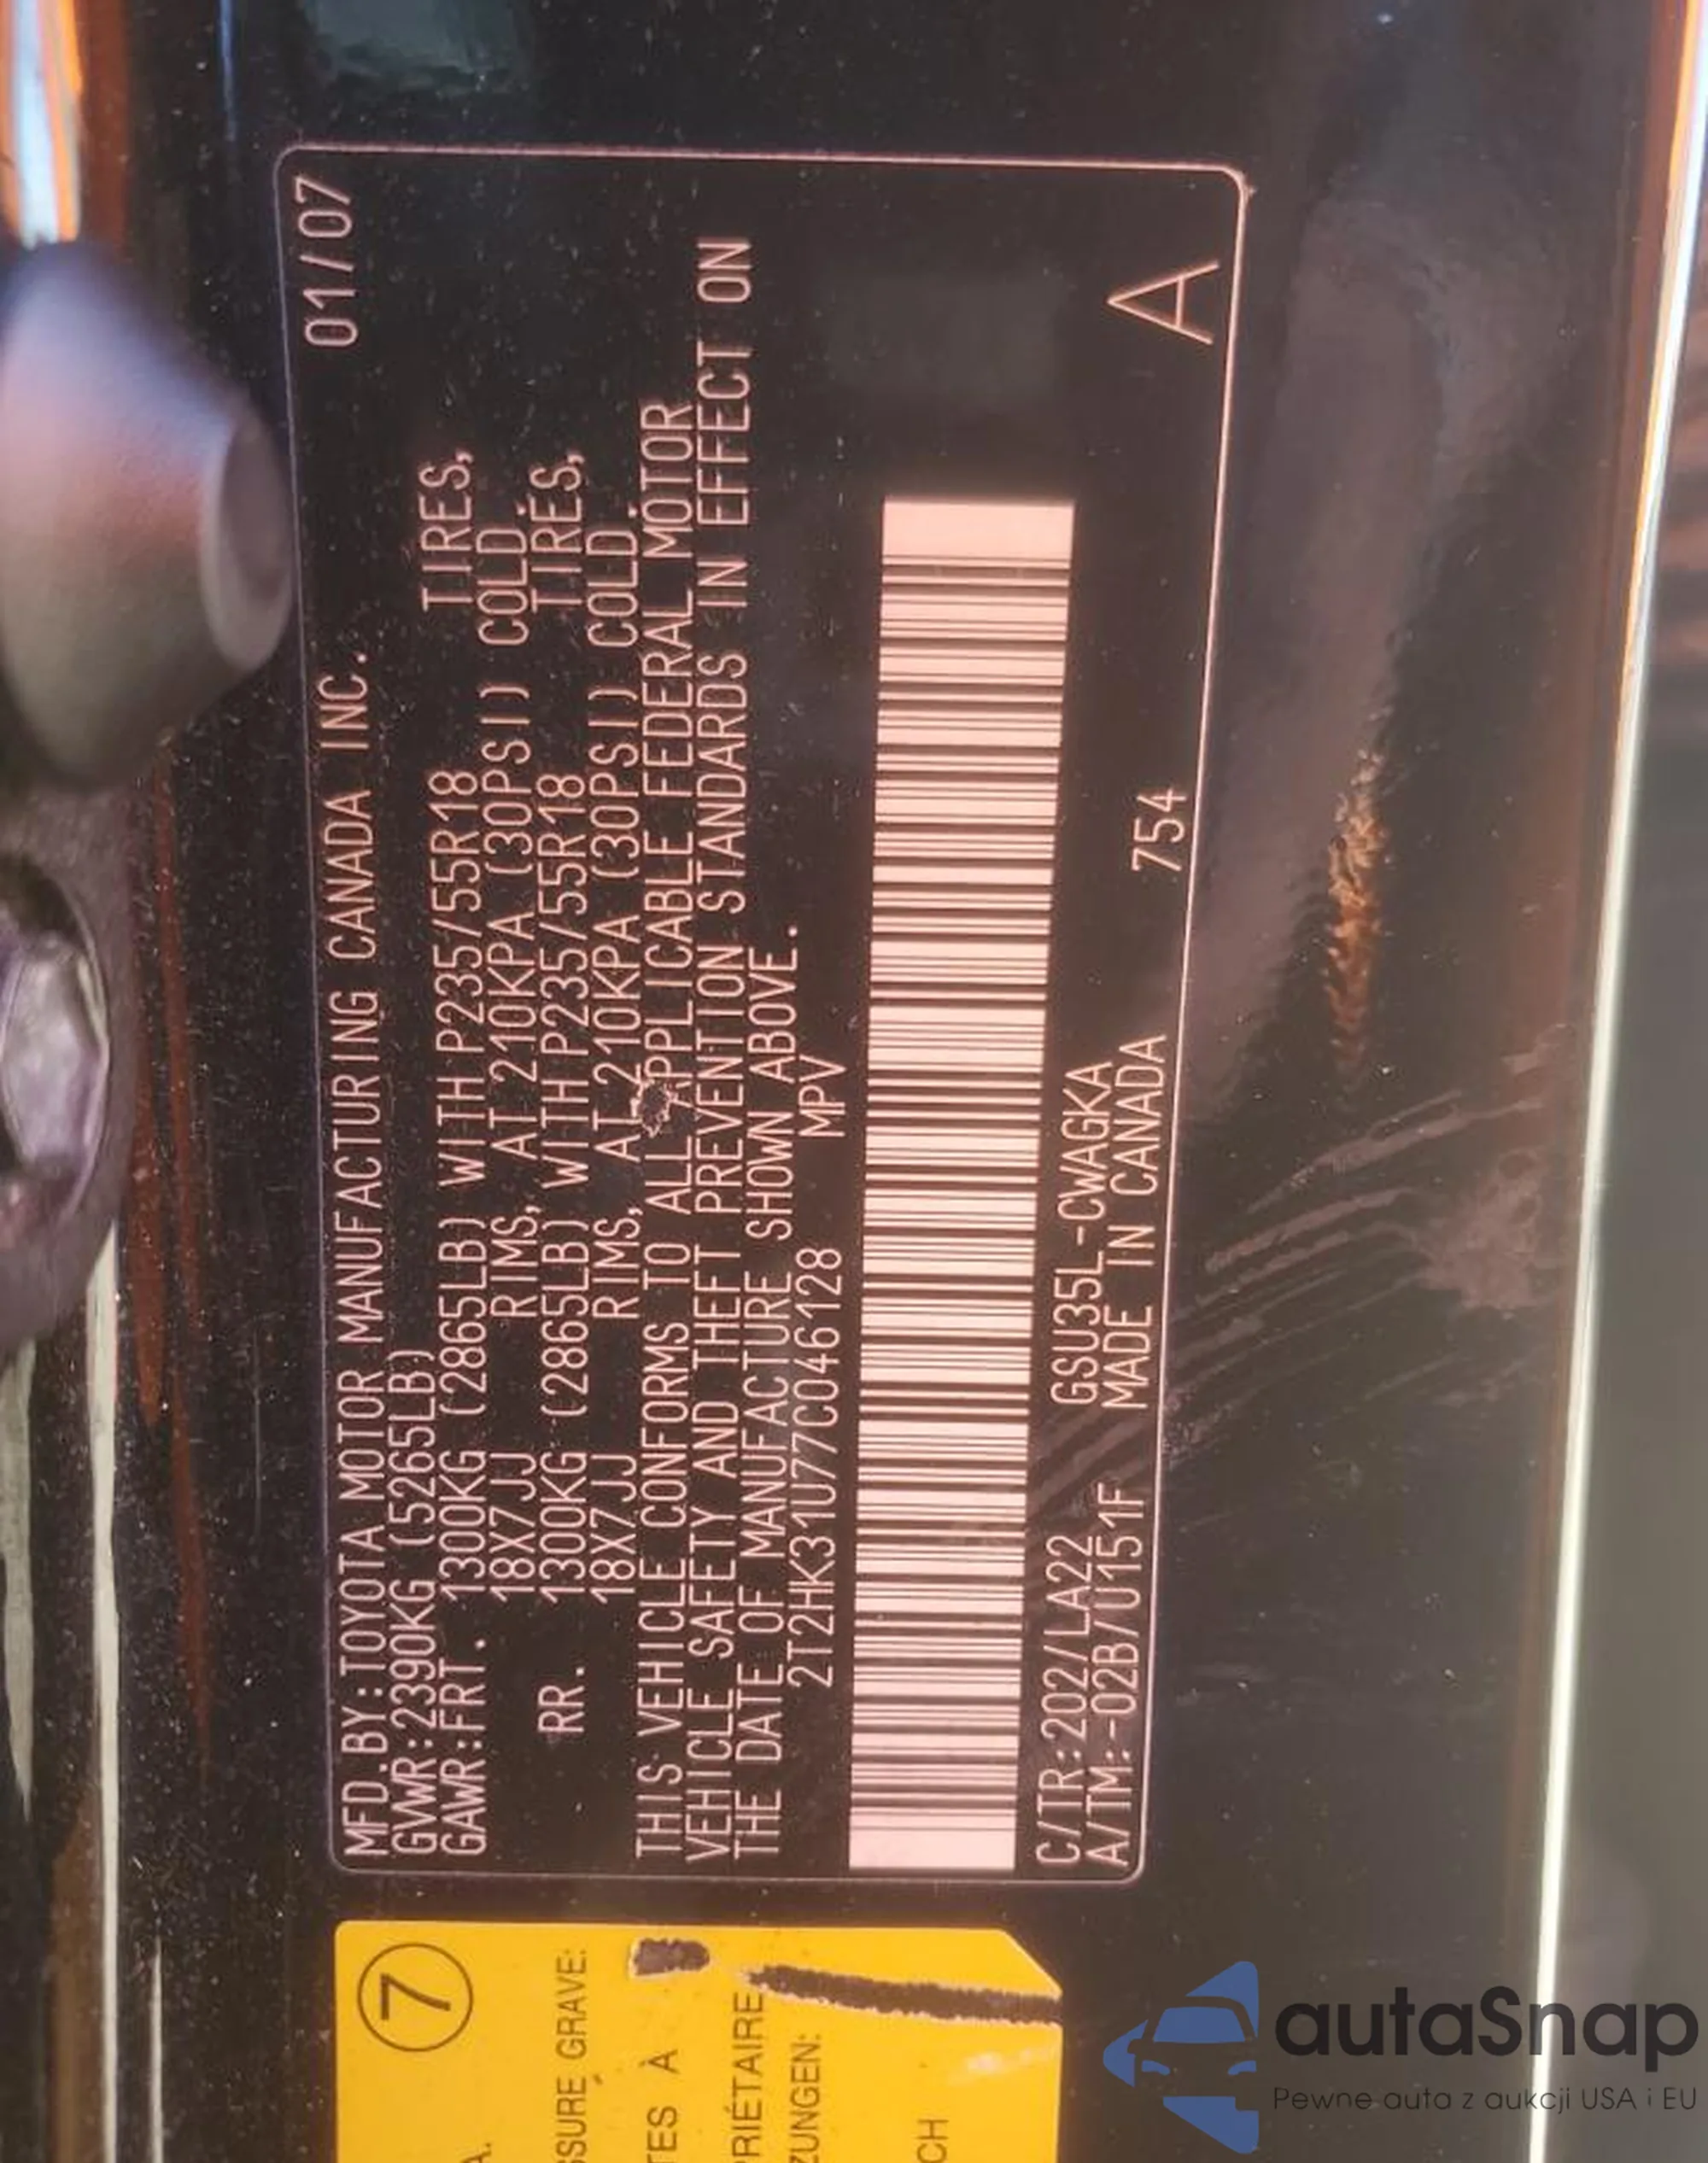 MFD.BY:TOYOTA MOTOR MANUFACTURING CANADA INC. 01/07
GVWR:2390KG (5265LB)
GAWR:FRT. 1300KG (2865LB) WITH P235/55R18 TIRES,
18X7JJ RIMS, AT 210KPA (30PSI) COLD.
RR. 1300KG (2865LB) WITH P235/55R18 TIRES,
18X7JJ RIMS, AT 210KPA (30PSI) COLD.
THIS VEHICLE CONFORMS TO ALL APPLICABLE FEDERAL MOTOR
VEHICLE SAFETY AND THEFT PREVENTION STANDARDS IN EFFECT ON
THE DATE OF MANUFACTURE SHOWN ABOVE.
2T2HK31U77C046128 MPV
C/TR:202/LA22 GSU35L-CWAGKA
A/TM:-02B/U151F MADE IN CANADA 754
A
7
A.
SSURE GRAVE:
TES À
PRIÉTAIRE
ZUNGEN:
CH
autaSnap
Pewne auta z aukcji USA i EU